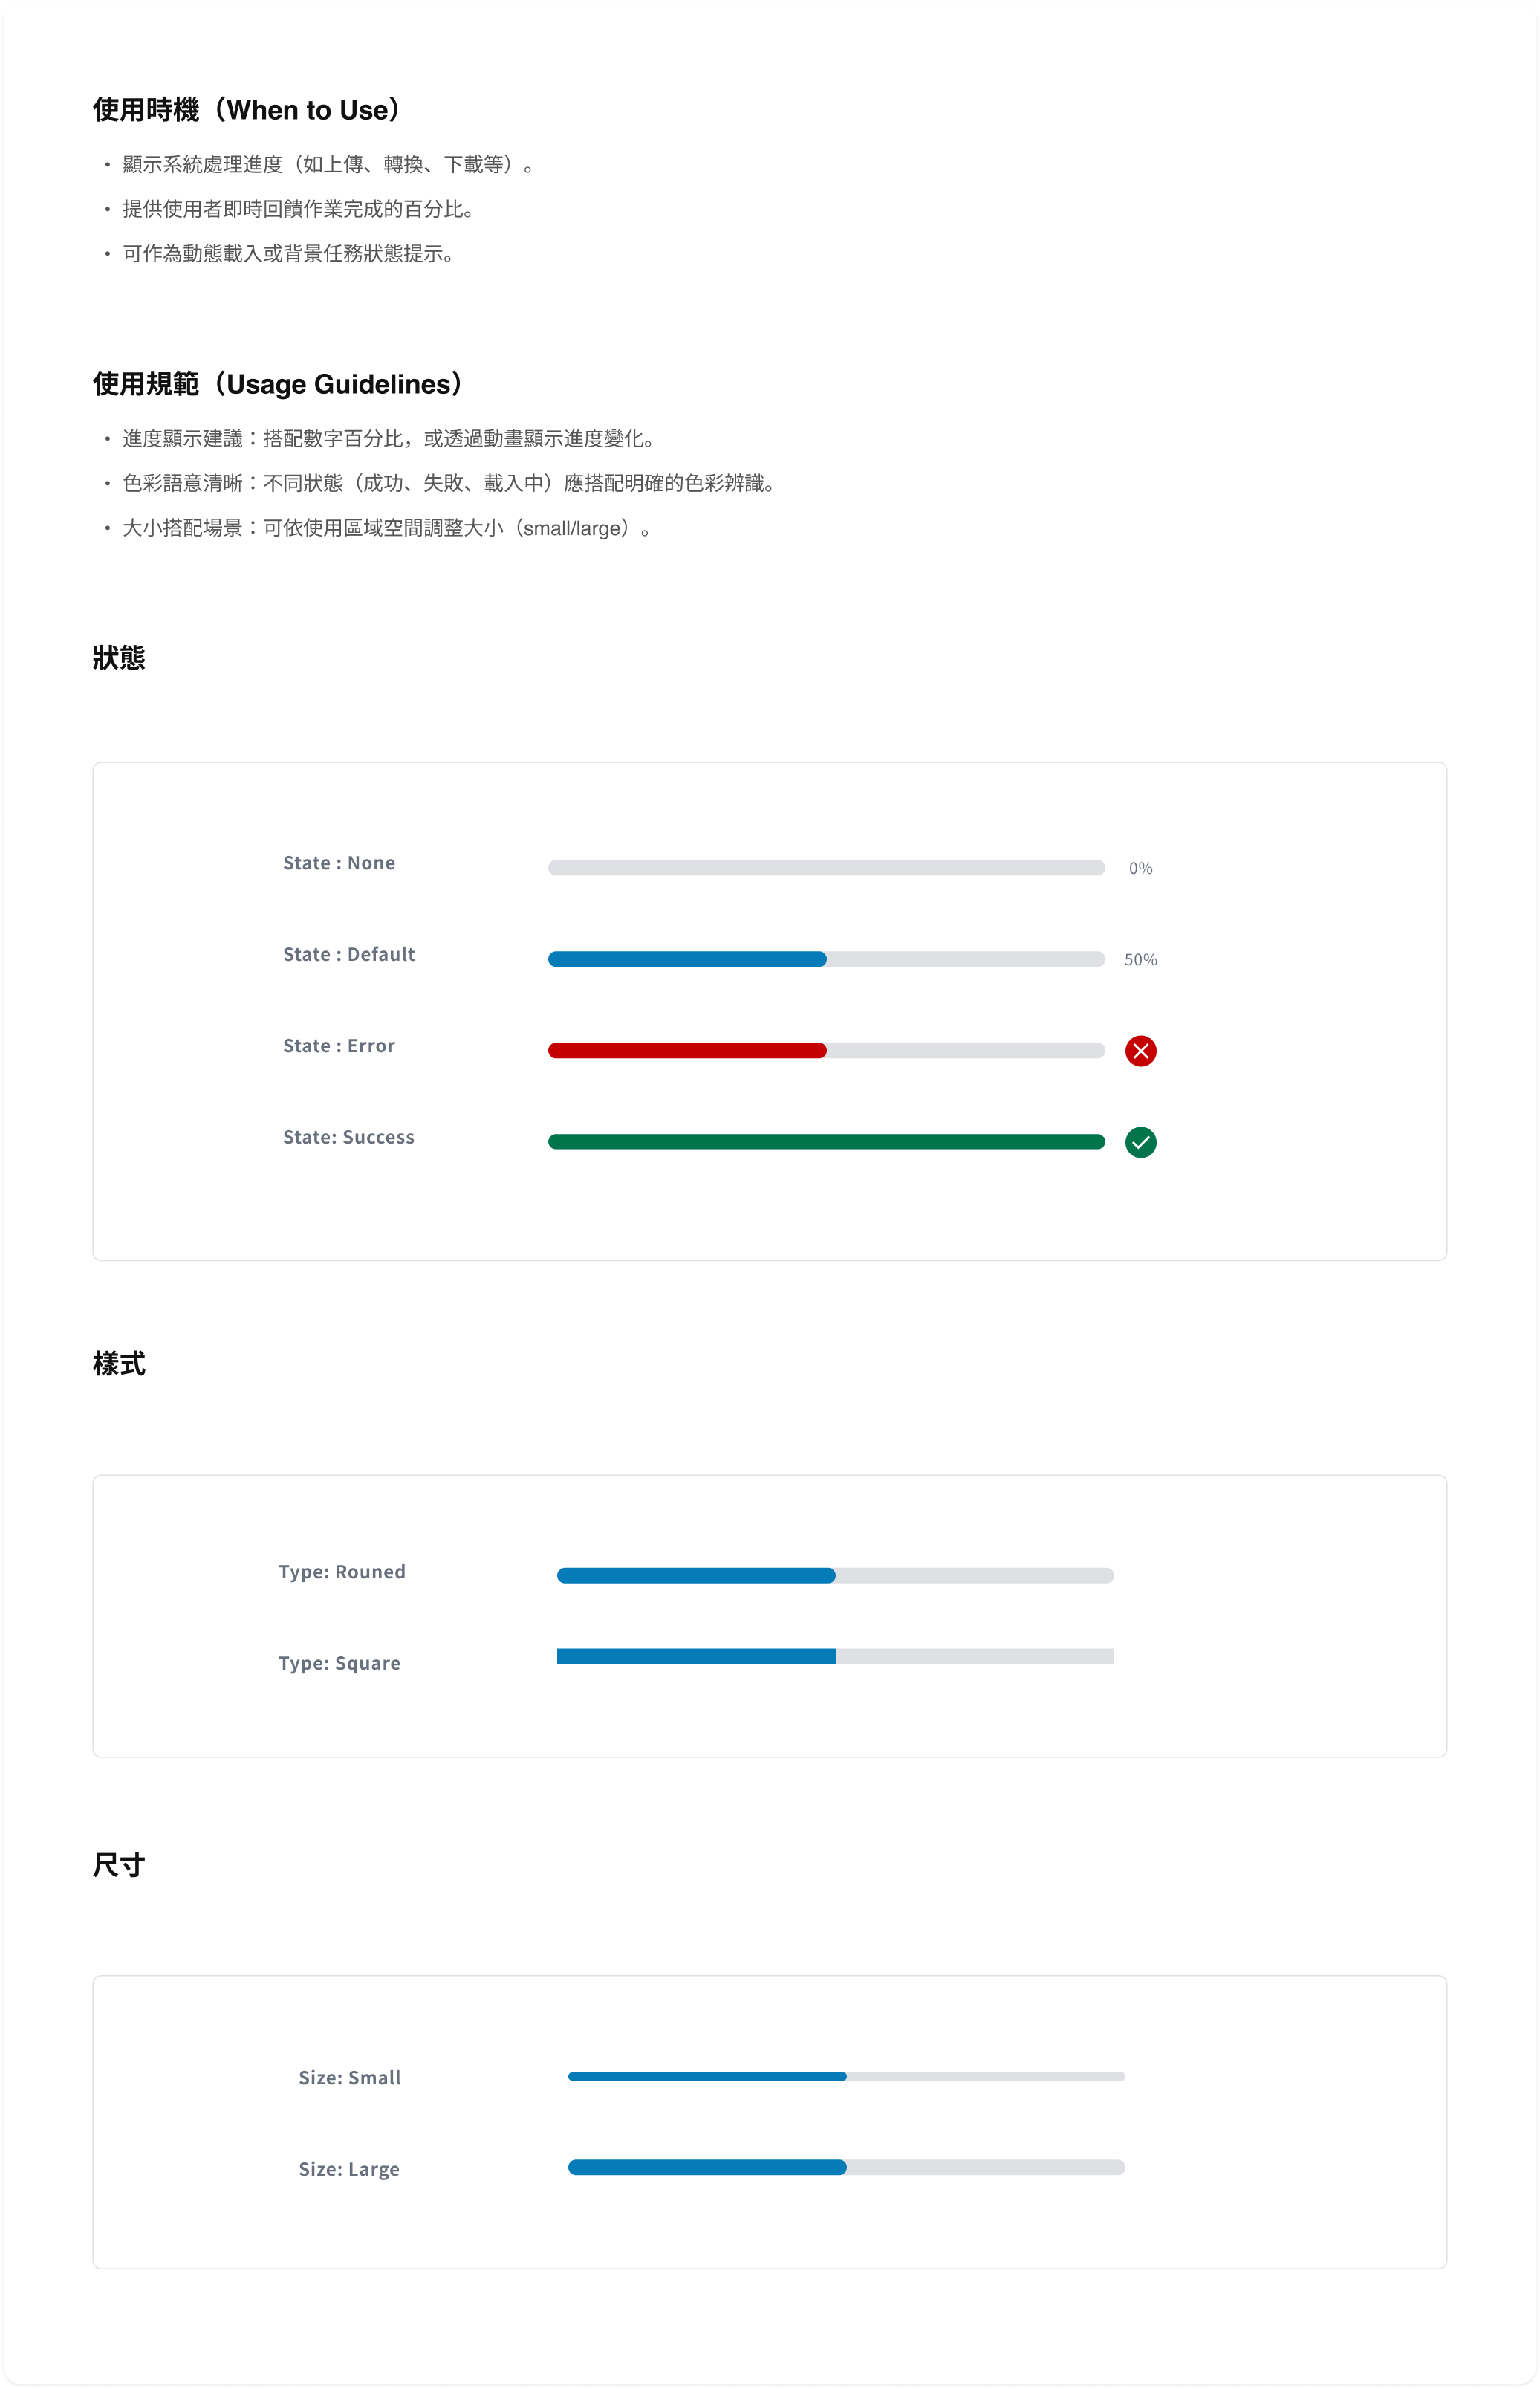 使用時機（When to Use）
• 顯示系統處理進度（如上傳、轉換、下載等）。
• 提供使用者即時回饋作業完成的百分比。
• 可作為動態載入或背景任務狀態提示。
使用規範（Usage Guidelines）
• 進度顯示建議：搭配數字百分比，或透過動畫顯示進度變化。
• 色彩語意清晰：不同狀態（成功、失敗、載入中）應搭配明確的色彩辨識。
• 大小搭配場景：可依使用區域空間調整大小（small/large）。
狀態
State : None 0%
State : Default 50%
State : Error
State: Success
樣式
Type: Rouned
Type: Square
尺寸
Size: Small
Size: Large